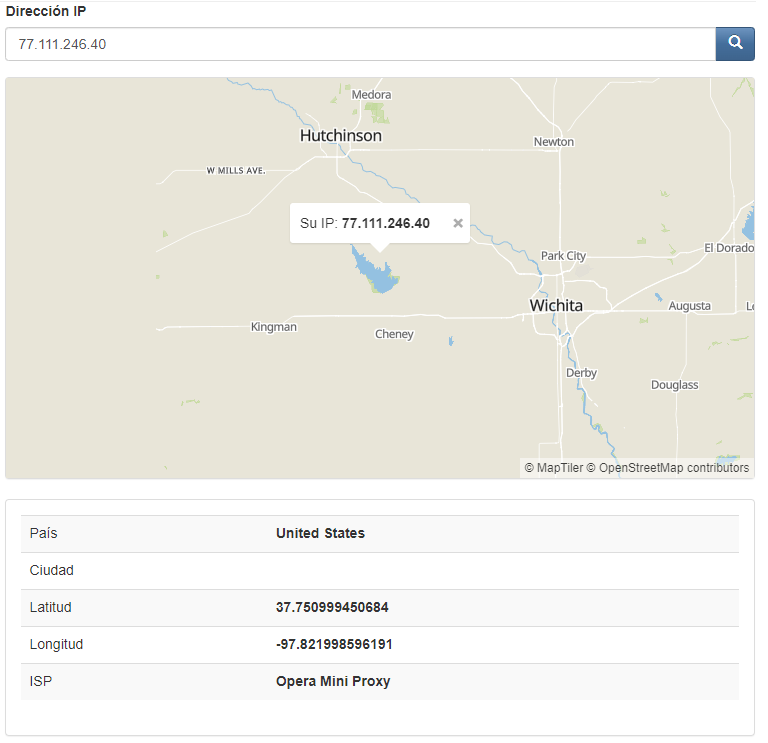 Dirección IP
77.111.246.40
Medora
Hutchinson
Newton
W MILLS AVE.
Su IP: 77.111.246.40 ×
Park City
El Dorado
Wichita
Augusta
Lo
Kingman
Cheney
Derby
Douglass
© MapTiler © OpenStreetMap contributors
País United States
Ciudad
Latitud 37.750999450684
Longitud -97.821998596191
ISP Opera Mini Proxy